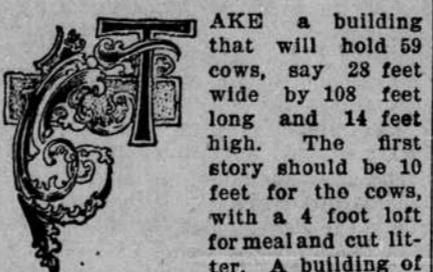 TAKE a building
that will hold 59
cows, say 28 feet
wide by 108 feet
long and 14 feet
high. The first
story should be 10
feet for the cows,
with a 4 foot loft
for meal and cut lit-
ter. A building of